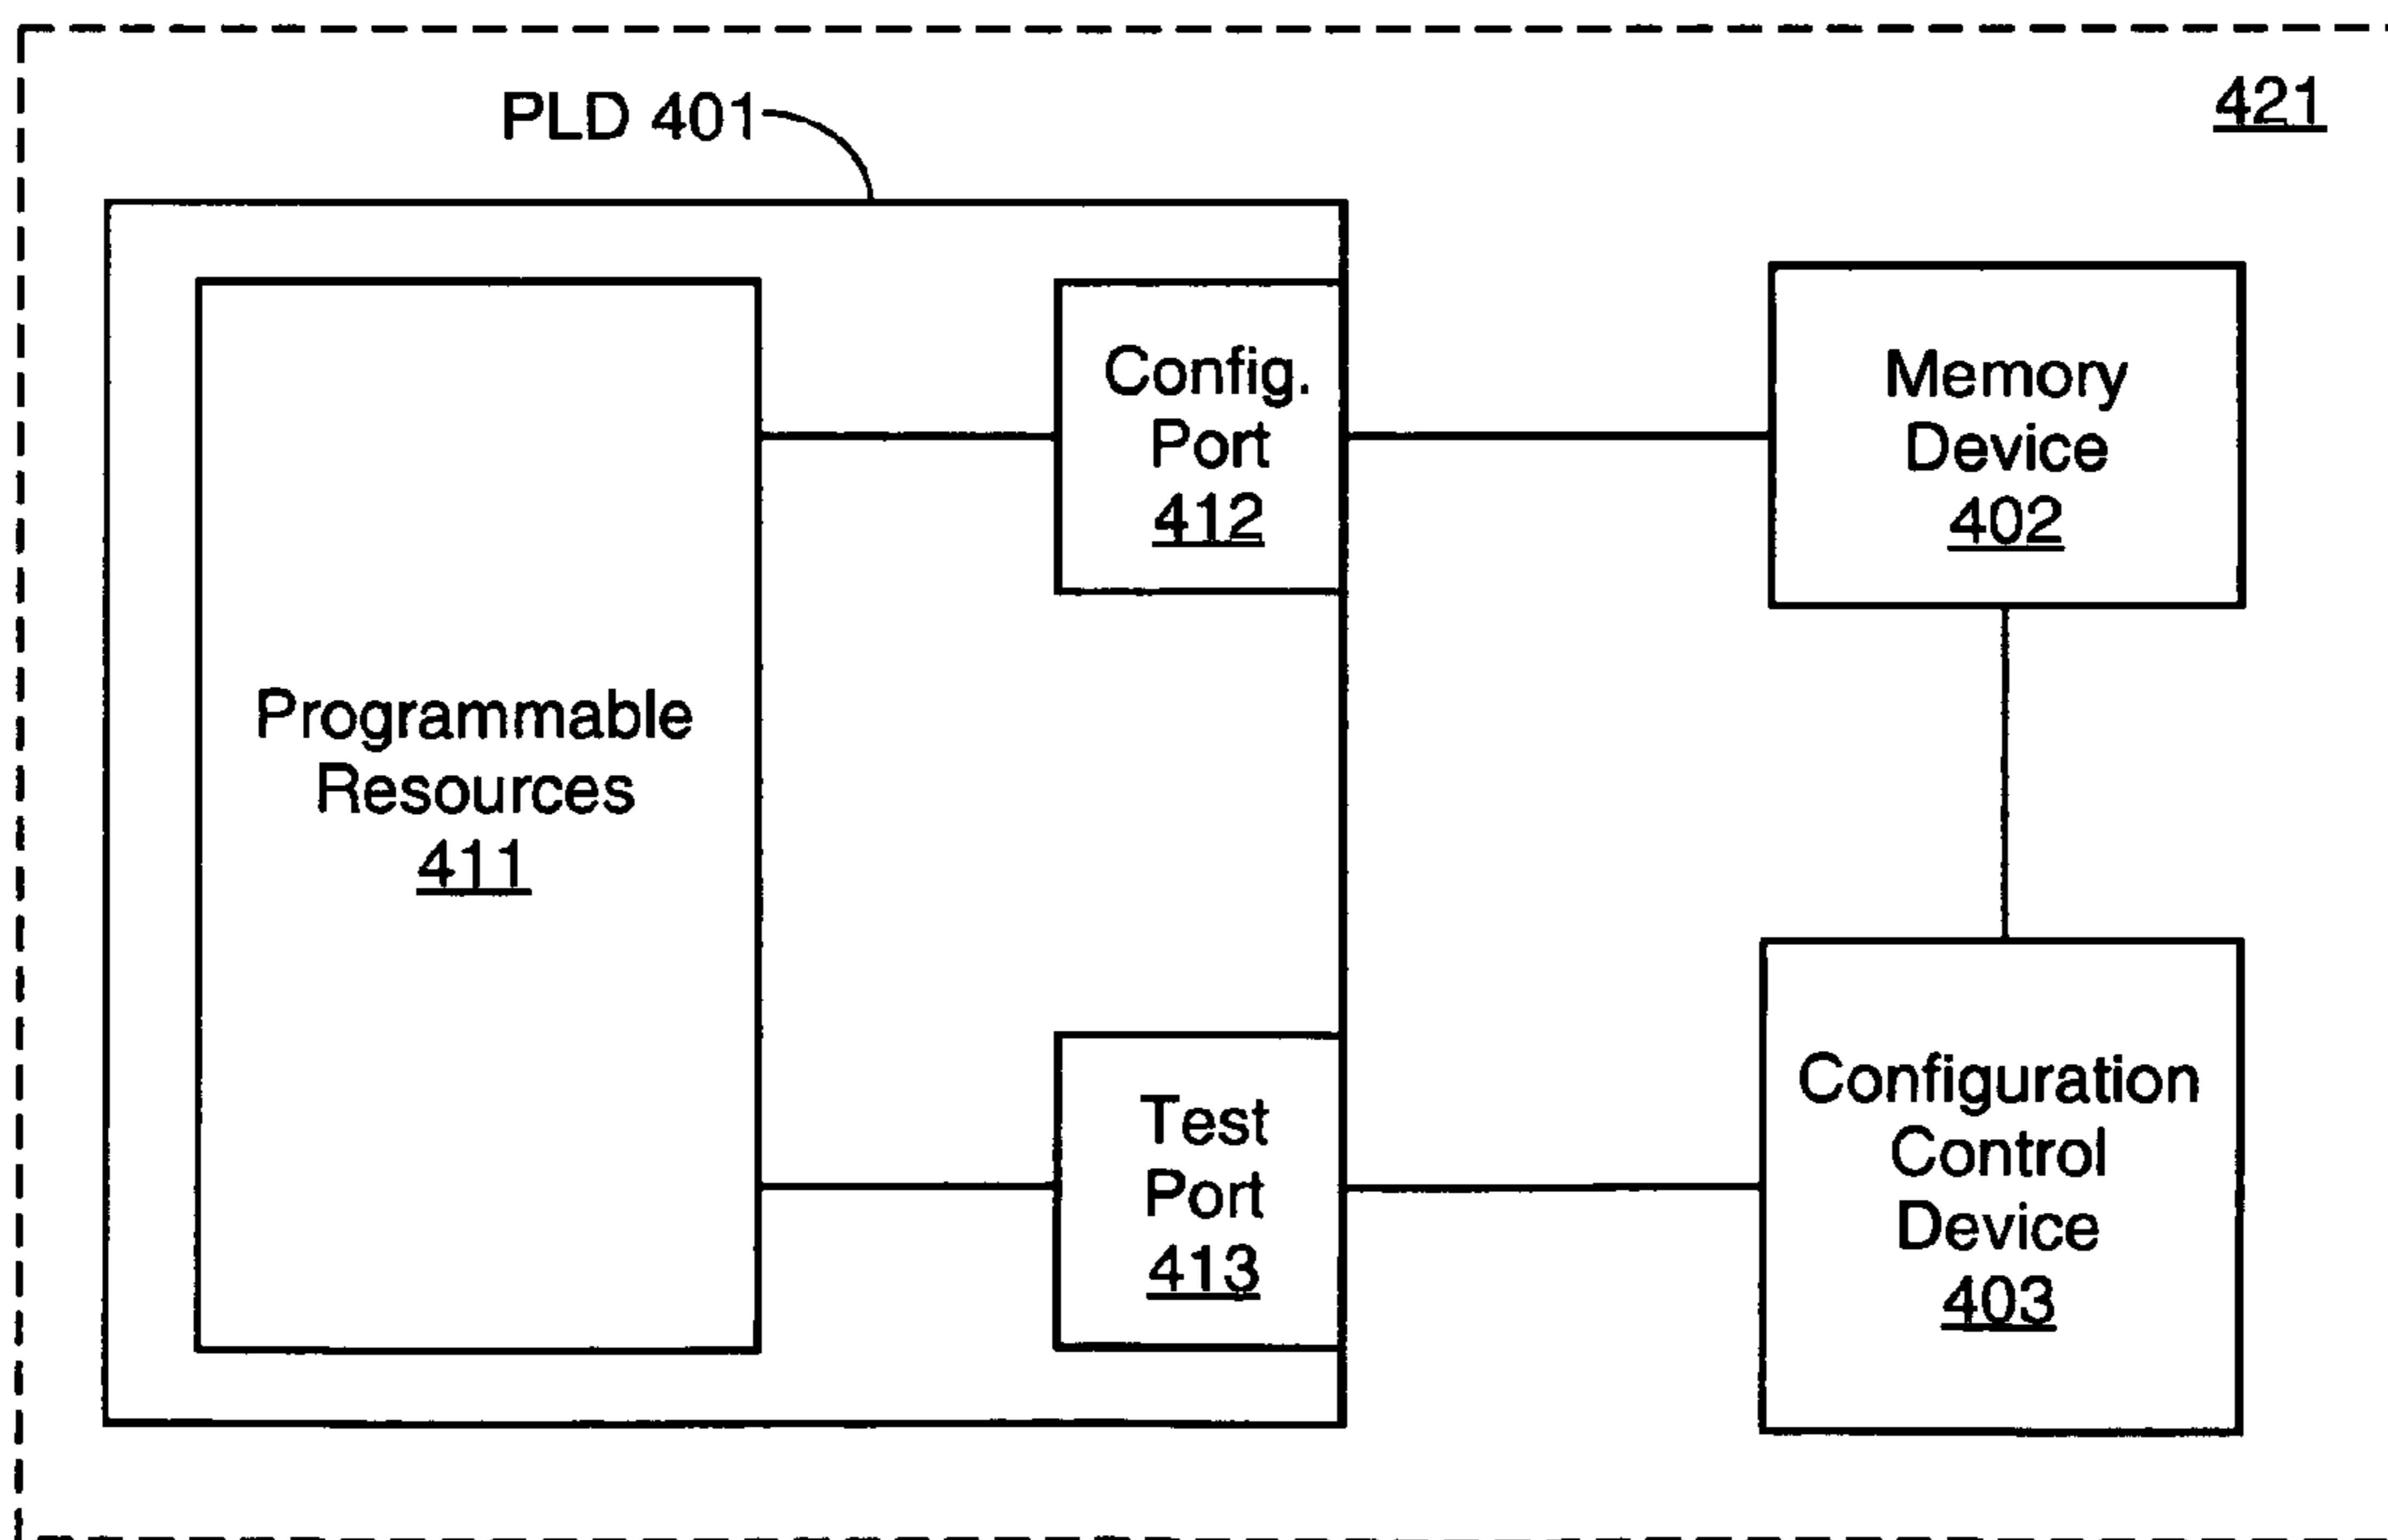 PLD 401
421
Config.
Port
412
Memory
Device
402
Programmable
Resources
411
Test
Port
413
Configuration
Control
Device
403